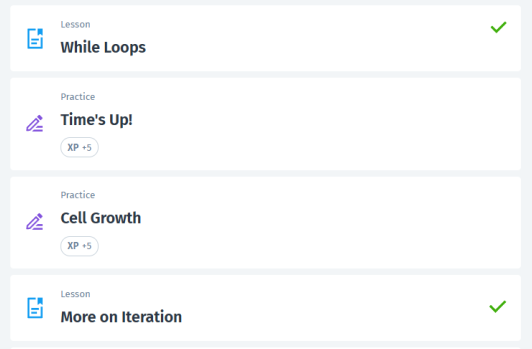 Lesson
While Loops
Practice
Time's Up!
XP +5
Practice
Cell Growth
XP +5
Lesson
More on Iteration